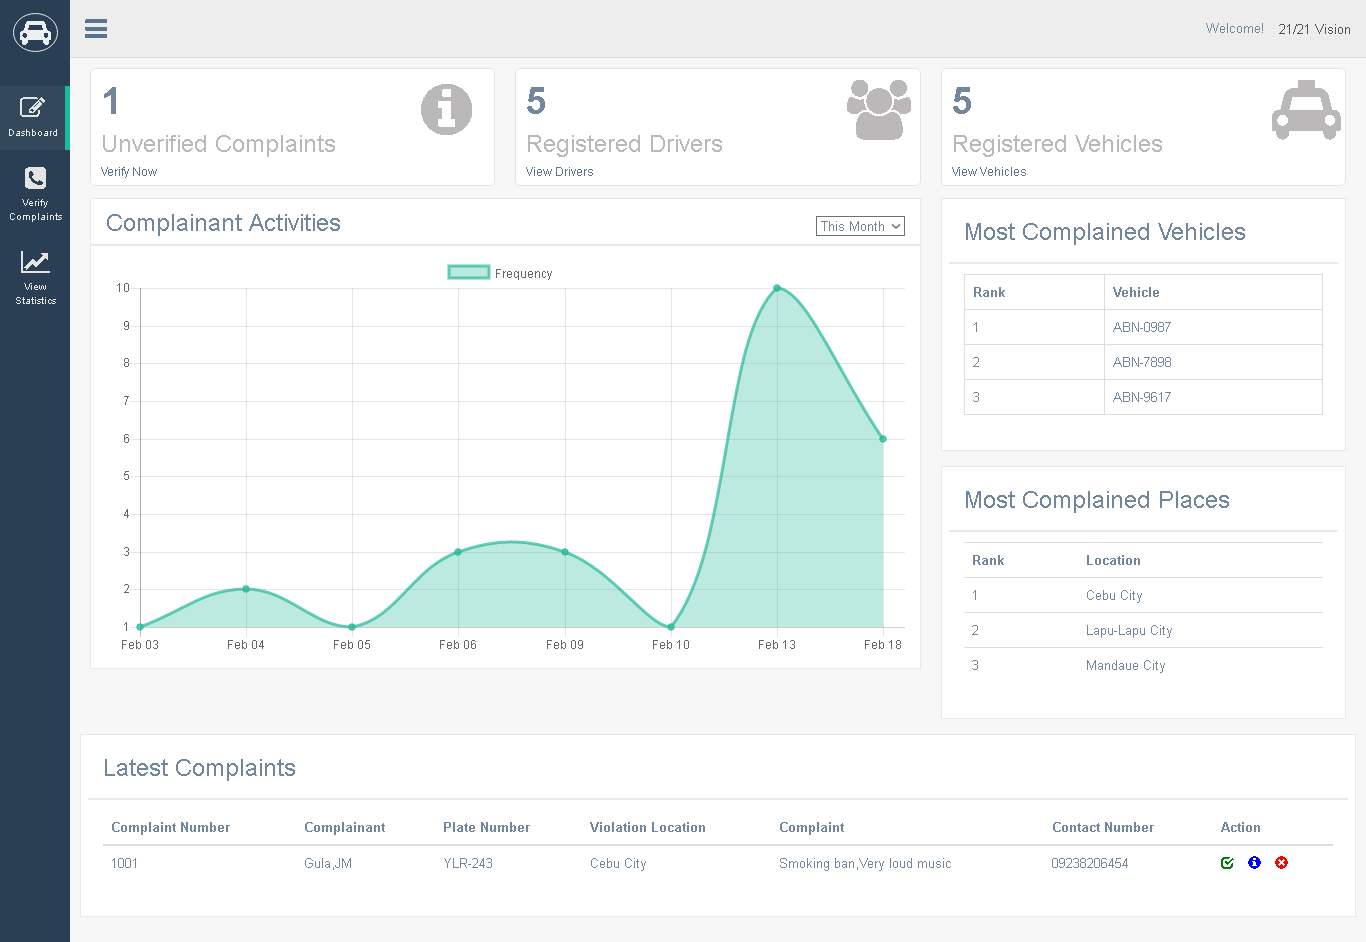 Welcome! 21/21 Vision
Dashboard
Verify
Complaints
View
Statistics
1
Unverified Complaints
Verify Now
5
Registered Drivers
View Drivers
5
Registered Vehicles
View Vehicles
Complainant Activities
This Month
Frequency
10
9
8
7
6
5
4
3
2
1
Feb 03 Feb 04 Feb 05 Feb 06 Feb 09 Feb 10 Feb 13 Feb 18
Most Complained Vehicles
Rank Vehicle
1 ABN-0987
2 ABN-7898
3 ABN-9617
Most Complained Places
Rank Location
1 Cebu City
2 Lapu-Lapu City
3 Mandaue City
Latest Complaints
Complaint Number Complainant Plate Number Violation Location Complaint Contact Number Action
1001 Gula,JM YLR-243 Cebu City Smoking ban,Very loud music 09238206454